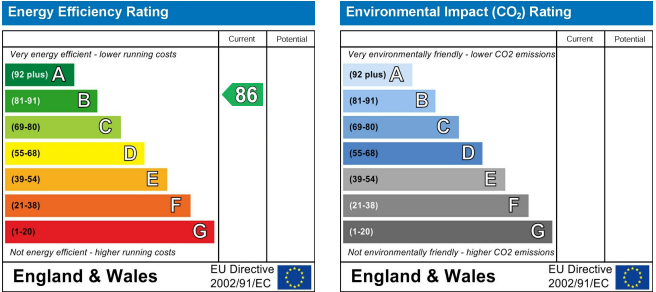 Energy Efficiency Rating
Current
Potential
Very energy efficient - lower running costs
(92 plus) A
(81-91) B
86
(69-80) C
(55-68) D
(39-54) E
(21-38) F
(1-20) G
Not energy efficient - higher running costs
England & Wales
EU Directive
2002/91/EC
Environmental Impact (CO2) Rating
Current
Potential
Very environmentally friendly - lower CO2 emissions
(92 plus) A
(81-91) B
(69-80) C
(55-68) D
(39-54) E
(21-38) F
(1-20) G
Not environmentally friendly - higher CO2 emissions
England & Wales
EU Directive
2002/91/EC